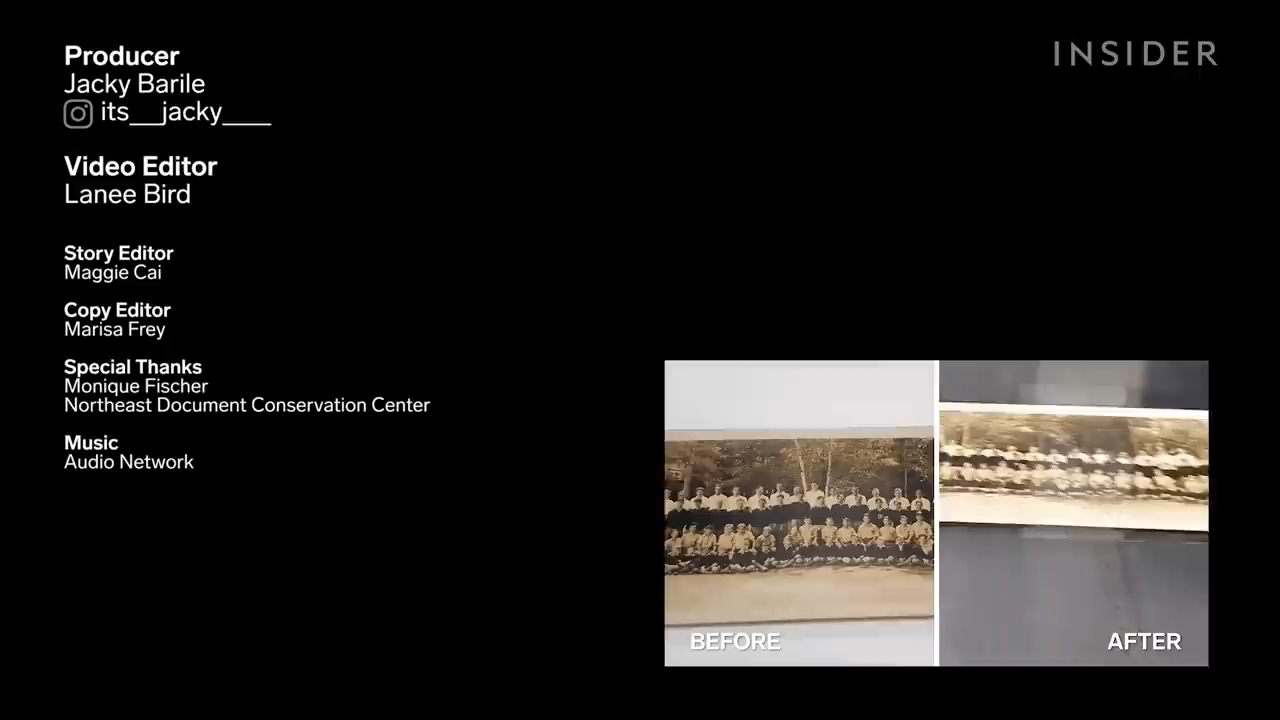 Producer
Jacky Barile
its__jacky____
Video Editor
Lanee Bird
Story Editor
Maggie Cai
Copy Editor
Marisa Frey
Special Thanks
Monique Fischer
Northeast Document Conservation Center
Music
Audio Network
INSIDER
BEFORE
AFTER